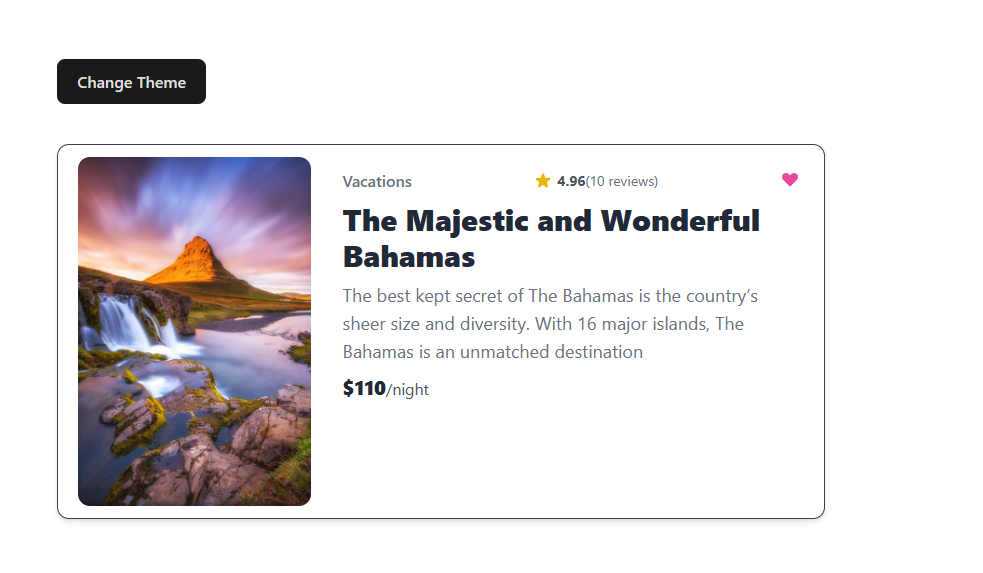 Change Theme
Vacations
4.96(10 reviews)
The Majestic and Wonderful
Bahamas
The best kept secret of The Bahamas is the country’s
sheer size and diversity. With 16 major islands, The
Bahamas is an unmatched destination
$110/night